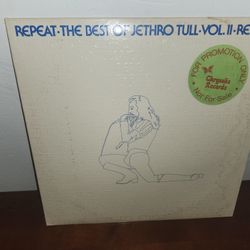 REPEAT·THE BEST OF JETHRO TULL·VOL.II·RE
FOR PROMOTION ONLY
Chrysalis
Records
Not For Sale